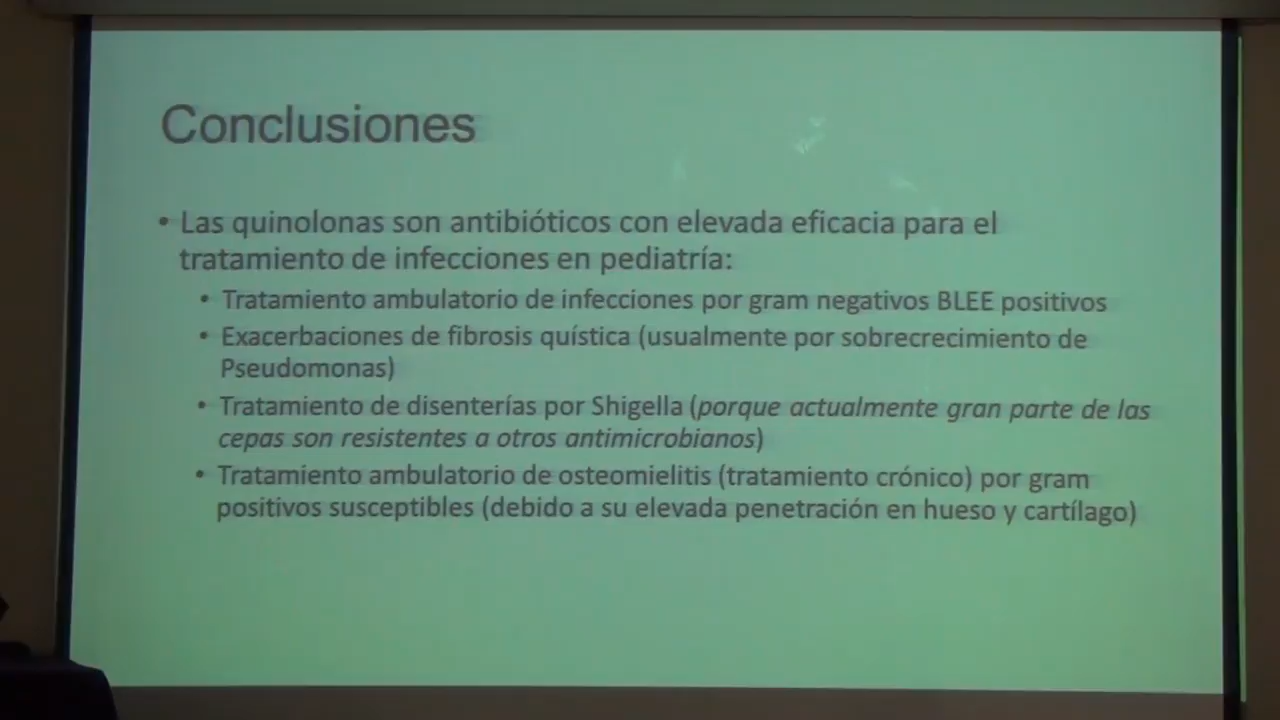 Conclusiones
• Las quinolonas son antibióticos con elevada eficacia para el
tratamiento de infecciones en pediatría:
• Tratamiento ambulatorio de infecciones por gram negativos BLEE positivos
• Exacerbaciones de fibrosis quística (usualmente por sobrecrecimiento de
Pseudomonas)
• Tratamiento de disenterías por Shigella (porque actualmente gran parte de las
cepas son resistentes a otros antimicrobianos)
• Tratamiento ambulatorio de osteomielitis (tratamiento crónico) por gram
positivos susceptibles (debido a su elevada penetración en hueso y cartílago)